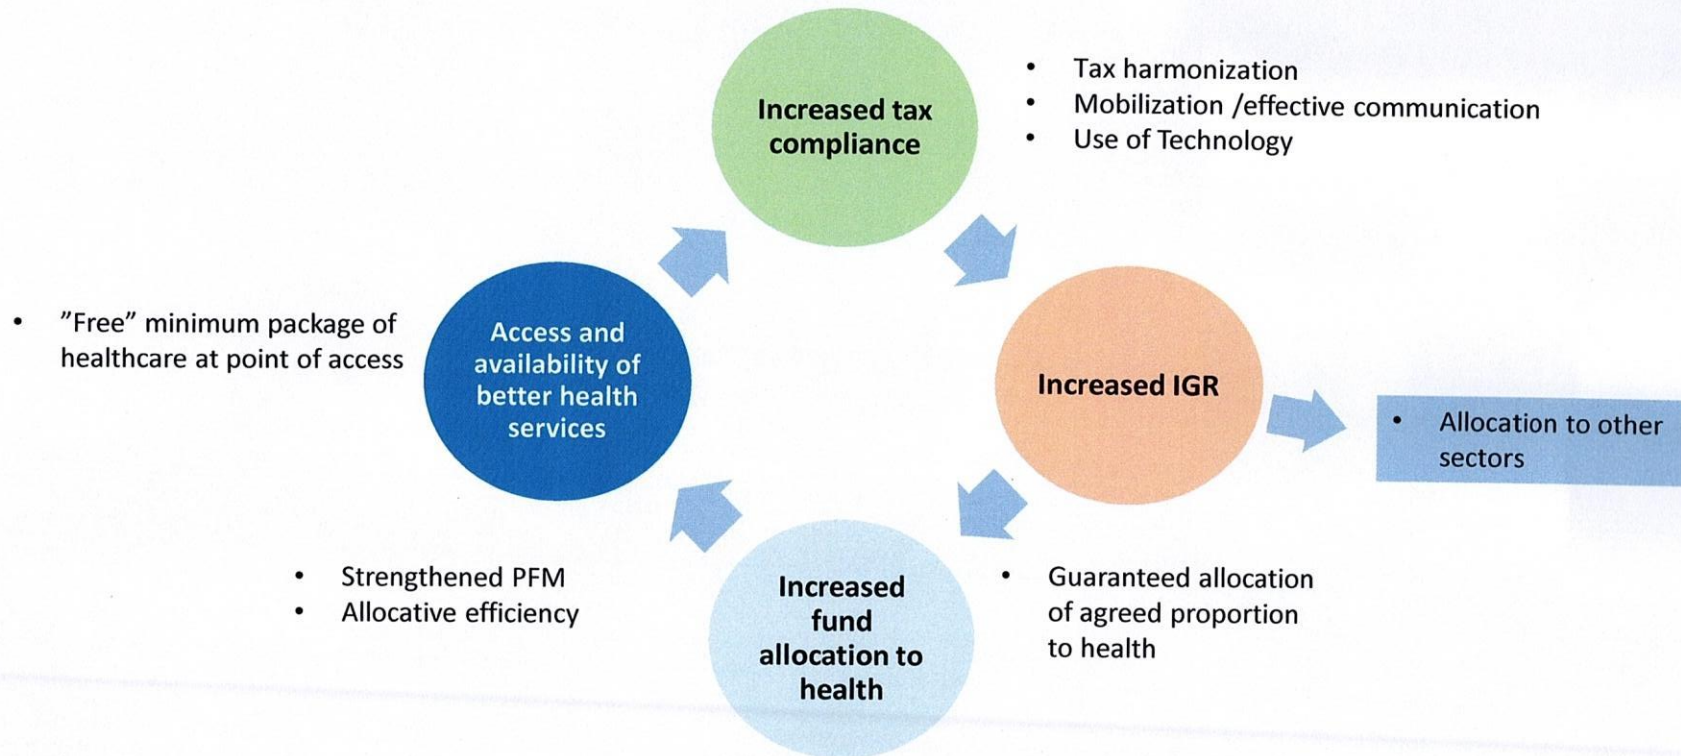 Increased tax
compliance
• Tax harmonization
• Mobilization /effective communication
• Use of Technology
• ”Free” minimum package of
healthcare at point of access
Access and
availability of
better health
services
Increased IGR
• Allocation to other
sectors
• Strengthened PFM
• Allocative efficiency
Increased
fund
allocation to
health
• Guaranteed allocation
of agreed proportion
to health